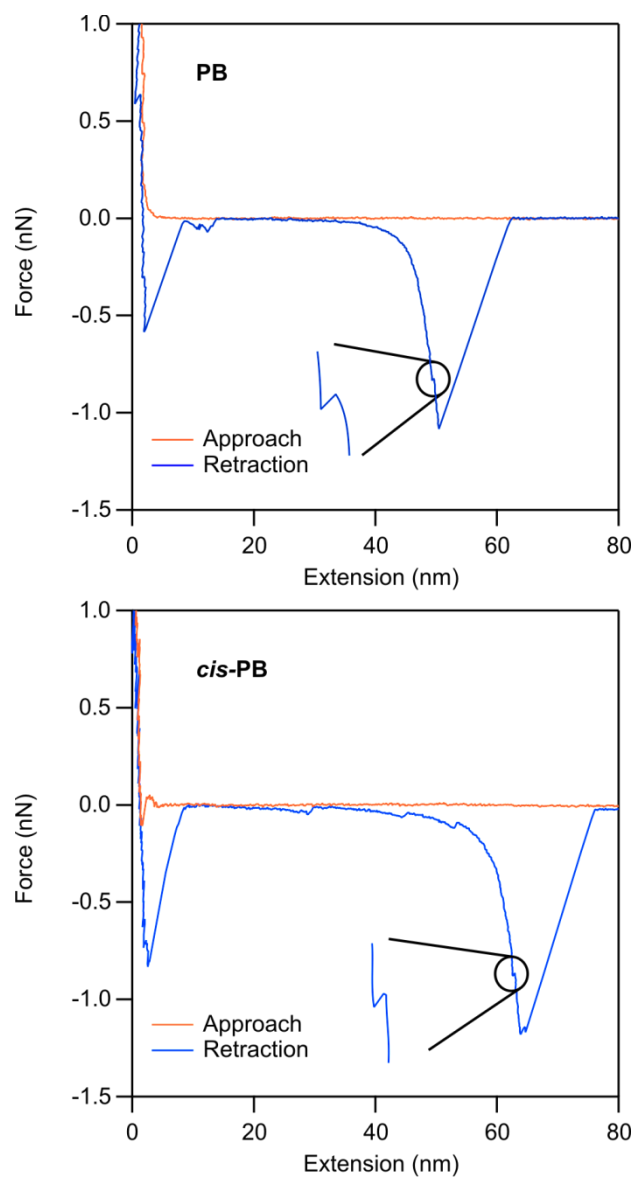 1.0
PB
0.5
0.0
Force (nN)
-0.5
-1.0
Approach
Retraction
-1.5
0 20 40 60 80
Extension (nm)
1.0
cis-PB
0.5
0.0
Force (nN)
-0.5
-1.0
Approach
Retraction
-1.5
0 20 40 60 80
Extension (nm)